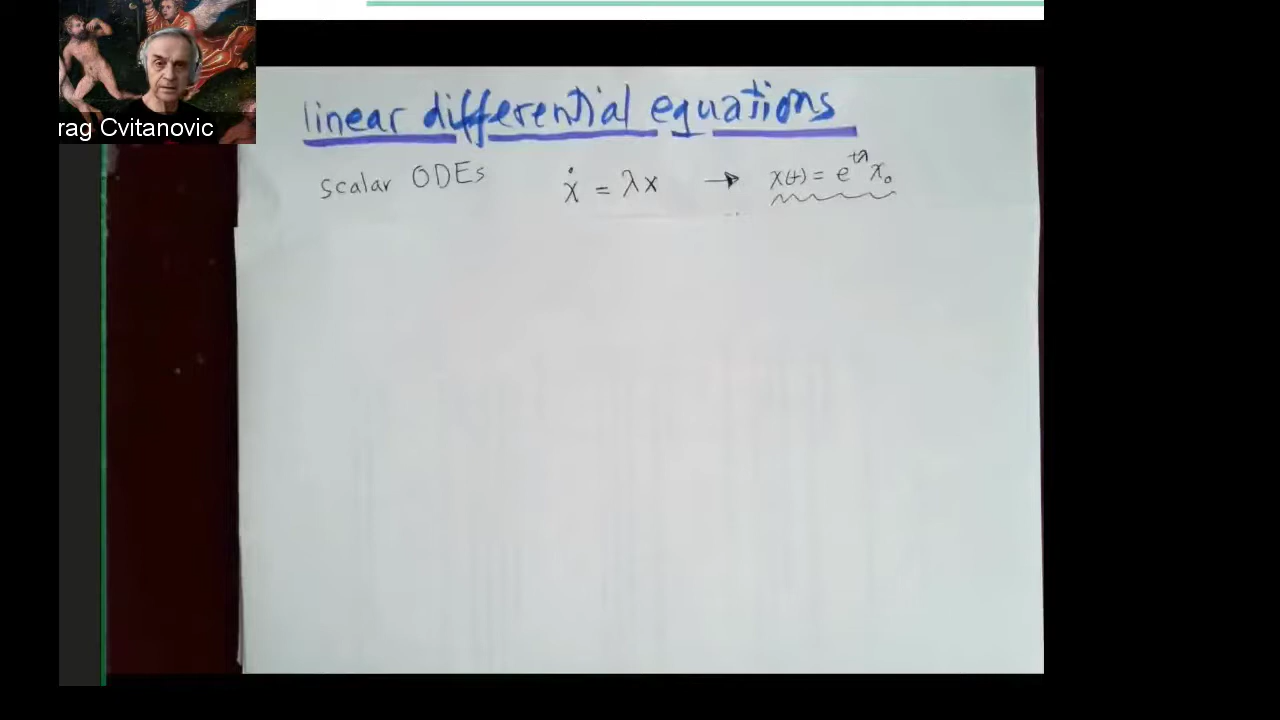 rag Cvitanovic
linear differential equations
scalar ODEs ẋ = λx → x(t) = e^{tλ} x₀